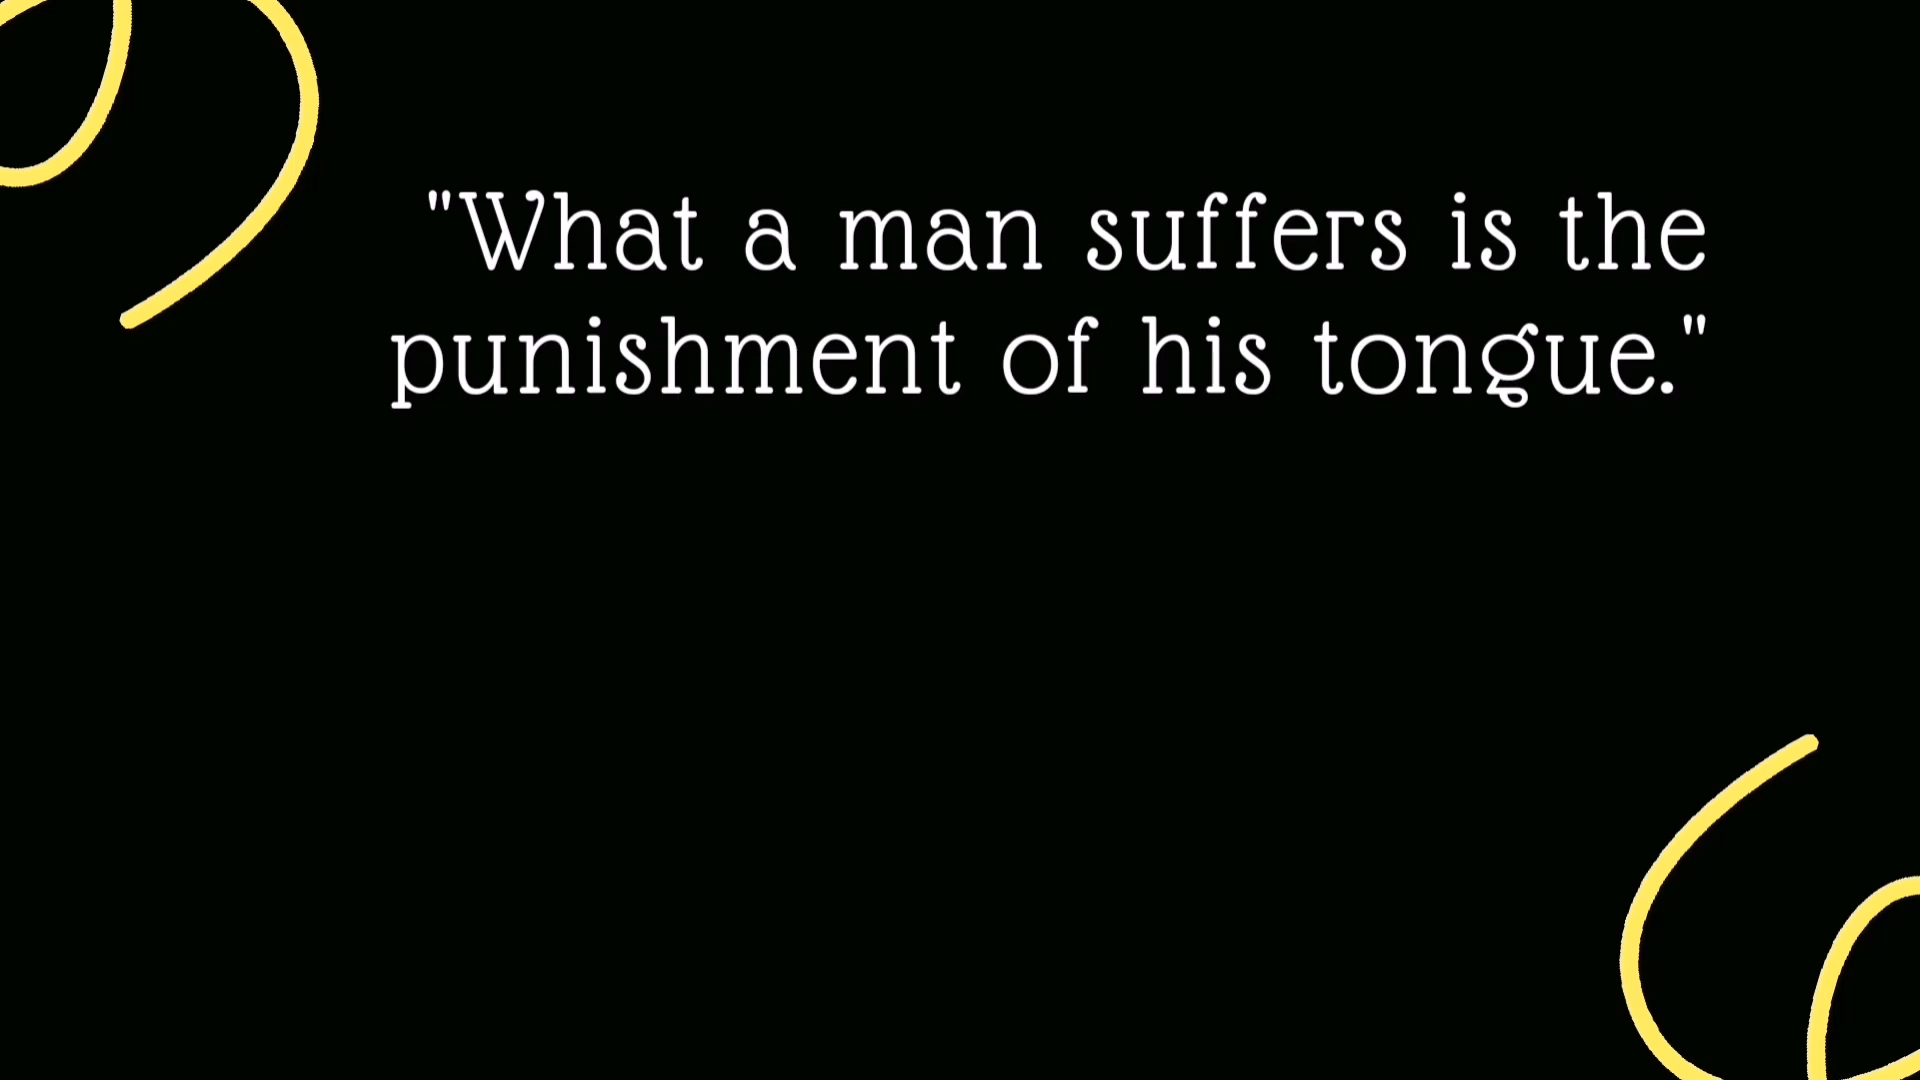 "What a man suffers is the
punishment of his tongue."